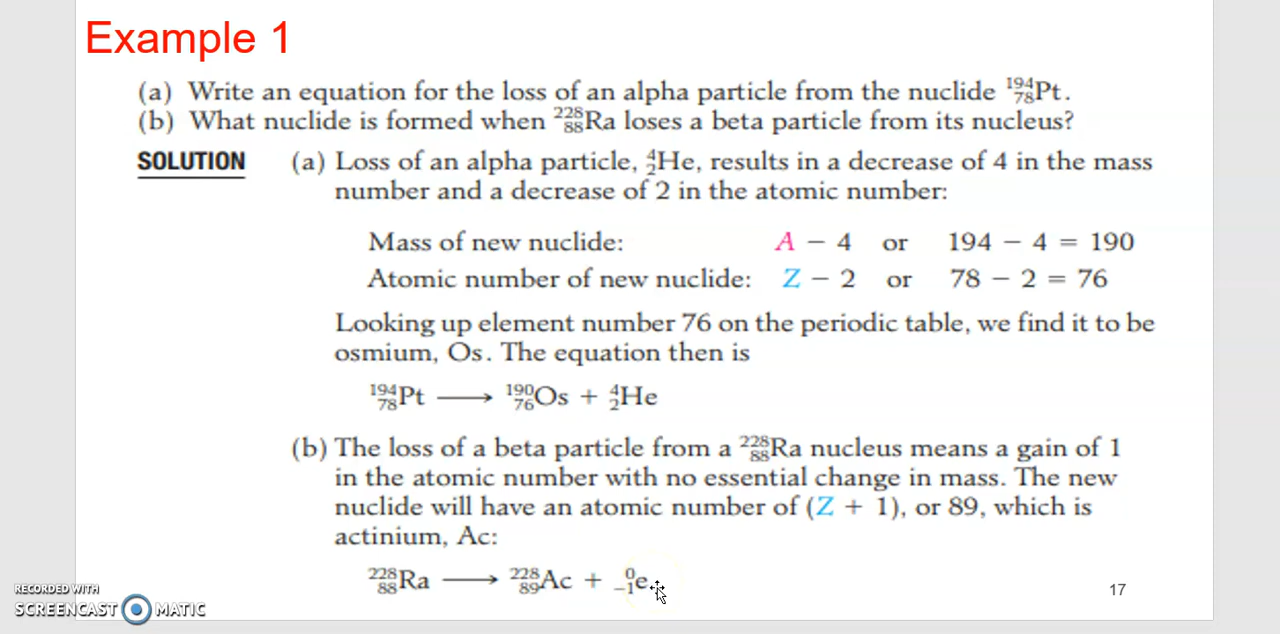 Example 1
(a) Write an equation for the loss of an alpha particle from the nuclide ¹⁹⁴₇₈Pt.
(b) What nuclide is formed when ²²⁸₈₈Ra loses a beta particle from its nucleus?
SOLUTION (a) Loss of an alpha particle, ⁴₂He, results in a decrease of 4 in the mass
number and a decrease of 2 in the atomic number:
Mass of new nuclide: A − 4 or 194 − 4 = 190
Atomic number of new nuclide: Z − 2 or 78 − 2 = 76
Looking up element number 76 on the periodic table, we find it to be
osmium, Os. The equation then is
¹⁹⁴₇₈Pt ⟶ ¹⁹⁰₇₆Os + ⁴₂He
(b) The loss of a beta particle from a ²²⁸₈₈Ra nucleus means a gain of 1
in the atomic number with no essential change in mass. The new
nuclide will have an atomic number of (Z + 1), or 89, which is
actinium, Ac:
²²⁸₈₈Ra ⟶ ²²⁸₈₉Ac + ⁰₋₁e
17
RECORDED WITH
SCREENCAST MATIC